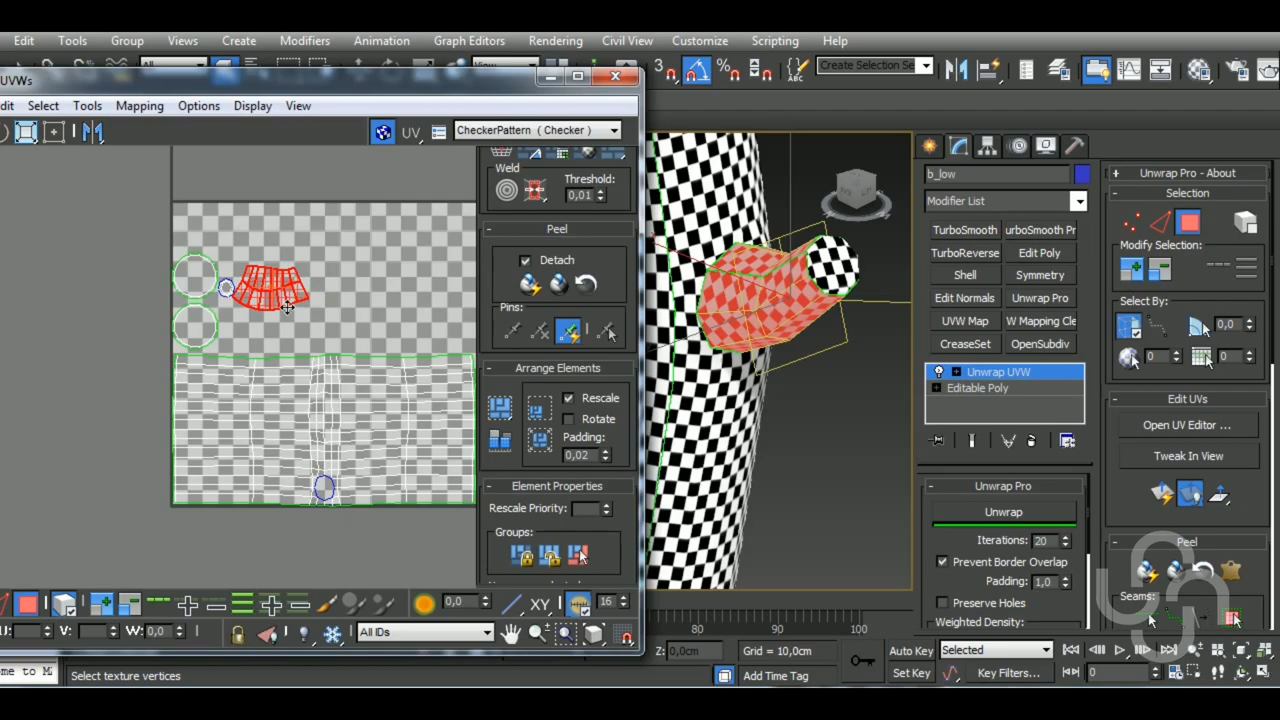 Edit Tools Group Views Create Modifiers Animation Graph Editors Rendering Civil View Customize Scripting Help
All View 3 % ABC Create Selection Se
UVWs
dit Select Tools Mapping Options Display View
UV CheckerPattern ( Checker )
Weld
Threshold:
0,01
Peel
Detach
Pins:
Arrange Elements
Rescale
Rotate
Padding:
0,02
Element Properties
Rescale Priority:
Groups:
0,0 XY 16
U: V: W: 0,0 All IDs
80 90 100
b_low
Modifier List
TurboSmooth urboSmooth Pr
TurboReverse Edit Poly
Shell Symmetry
Edit Normals Unwrap Pro
UVW Map W Mapping Cle
CreaseSet OpenSubdiv
Unwrap UVW
Editable Poly
Unwrap Pro
Unwrap
Iterations: 20
Prevent Border Overlap
Padding: 1,0
Preserve Holes
Weighted Density:
Unwrap Pro - About
Selection
Modify Selection:
Select By:
0,0
0 0
Edit UVs
Open UV Editor ...
Tweak In View
Peel
Seams:
ome to M
Select texture vertices
Z: 0,0cm Grid = 10,0cm Auto Key Selected
Add Time Tag Set Key Key Filters... 0